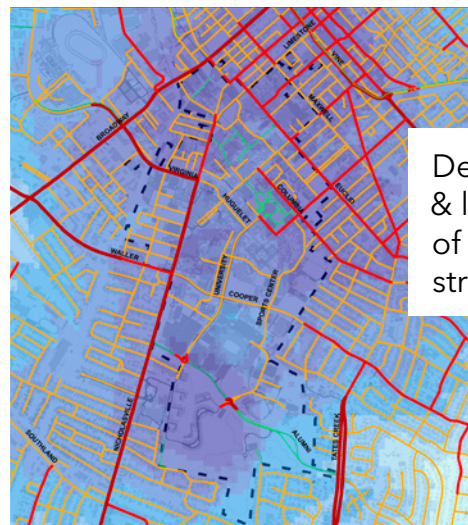 LIMESTONE
VINE
MAXWELL
BROADWAY
VIRGINIA
COLUMBIA
EUCLID
HUGUELET
De
& I
of
str
WALLER
UNIVERSITY
COOPER
SPORTS CENTER
NICHOLASVILLE
ALUMNI
TATES CREEK
SOUTHLAND